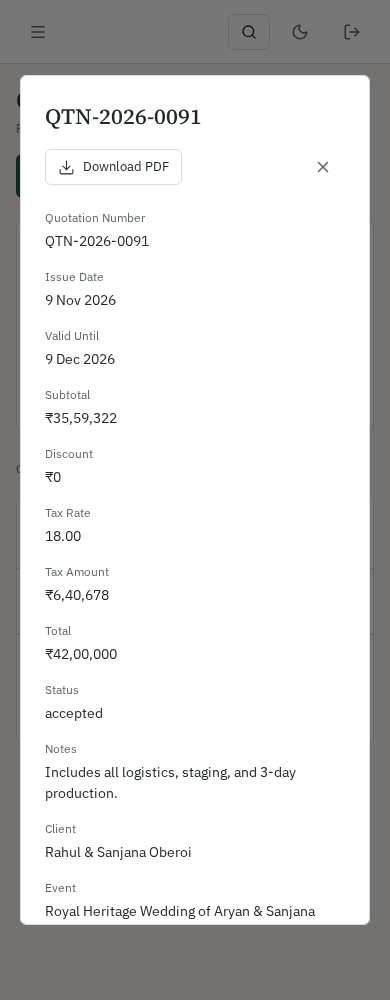 QTN-2026-0091
Download PDF
Quotation Number
QTN-2026-0091
Issue Date
9 Nov 2026
Valid Until
9 Dec 2026
Subtotal
₹35,59,322
Discount
₹0
Tax Rate
18.00
Tax Amount
₹6,40,678
Total
₹42,00,000
Status
accepted
Notes
Includes all logistics, staging, and 3-day
production.
Client
Rahul & Sanjana Oberoi
Event
Royal Heritage Wedding of Aryan & Sanjana